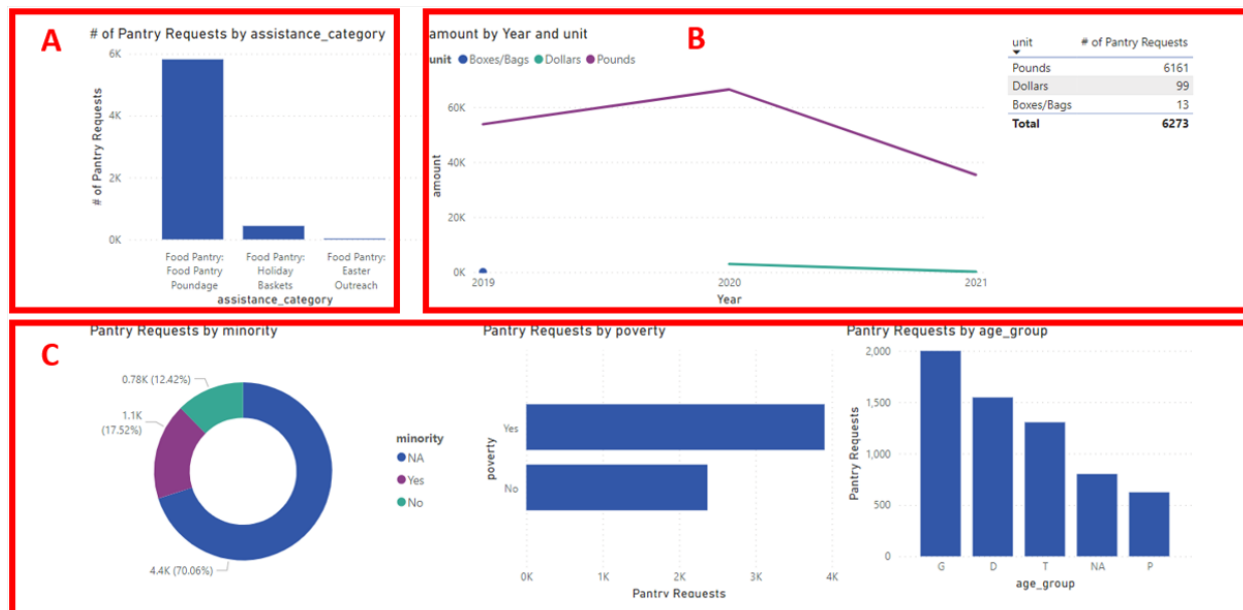 A
# of Pantry Requests by assistance_category
6K
4K
2K
0K
# of Pantry Requests
Food Pantry:
Food Pantry
Poundage
Food Pantry:
Holiday
Baskets
Food Pantry:
Easter
Outreach
assistance_category
amount by Year and unit
B
unit Boxes/Bags Dollars Pounds
60K
40K
20K
0K
amount
2019 2020 2021
Year
unit # of Pantry Requests
Pounds 6161
Dollars 99
Boxes/Bags 13
Total 6273
Pantry Requests by minority
C
0.78K (12.42%)
1.1K
(17.52%)
4.4K (70.06%)
minority
NA
Yes
No
Pantry Requests by poverty
poverty
Yes
No
0K 1K 2K 3K 4K
Pantry Requests
Pantry Requests by age_group
2,000
1,500
1,000
500
0
Pantry Requests
G D T NA P
age_group